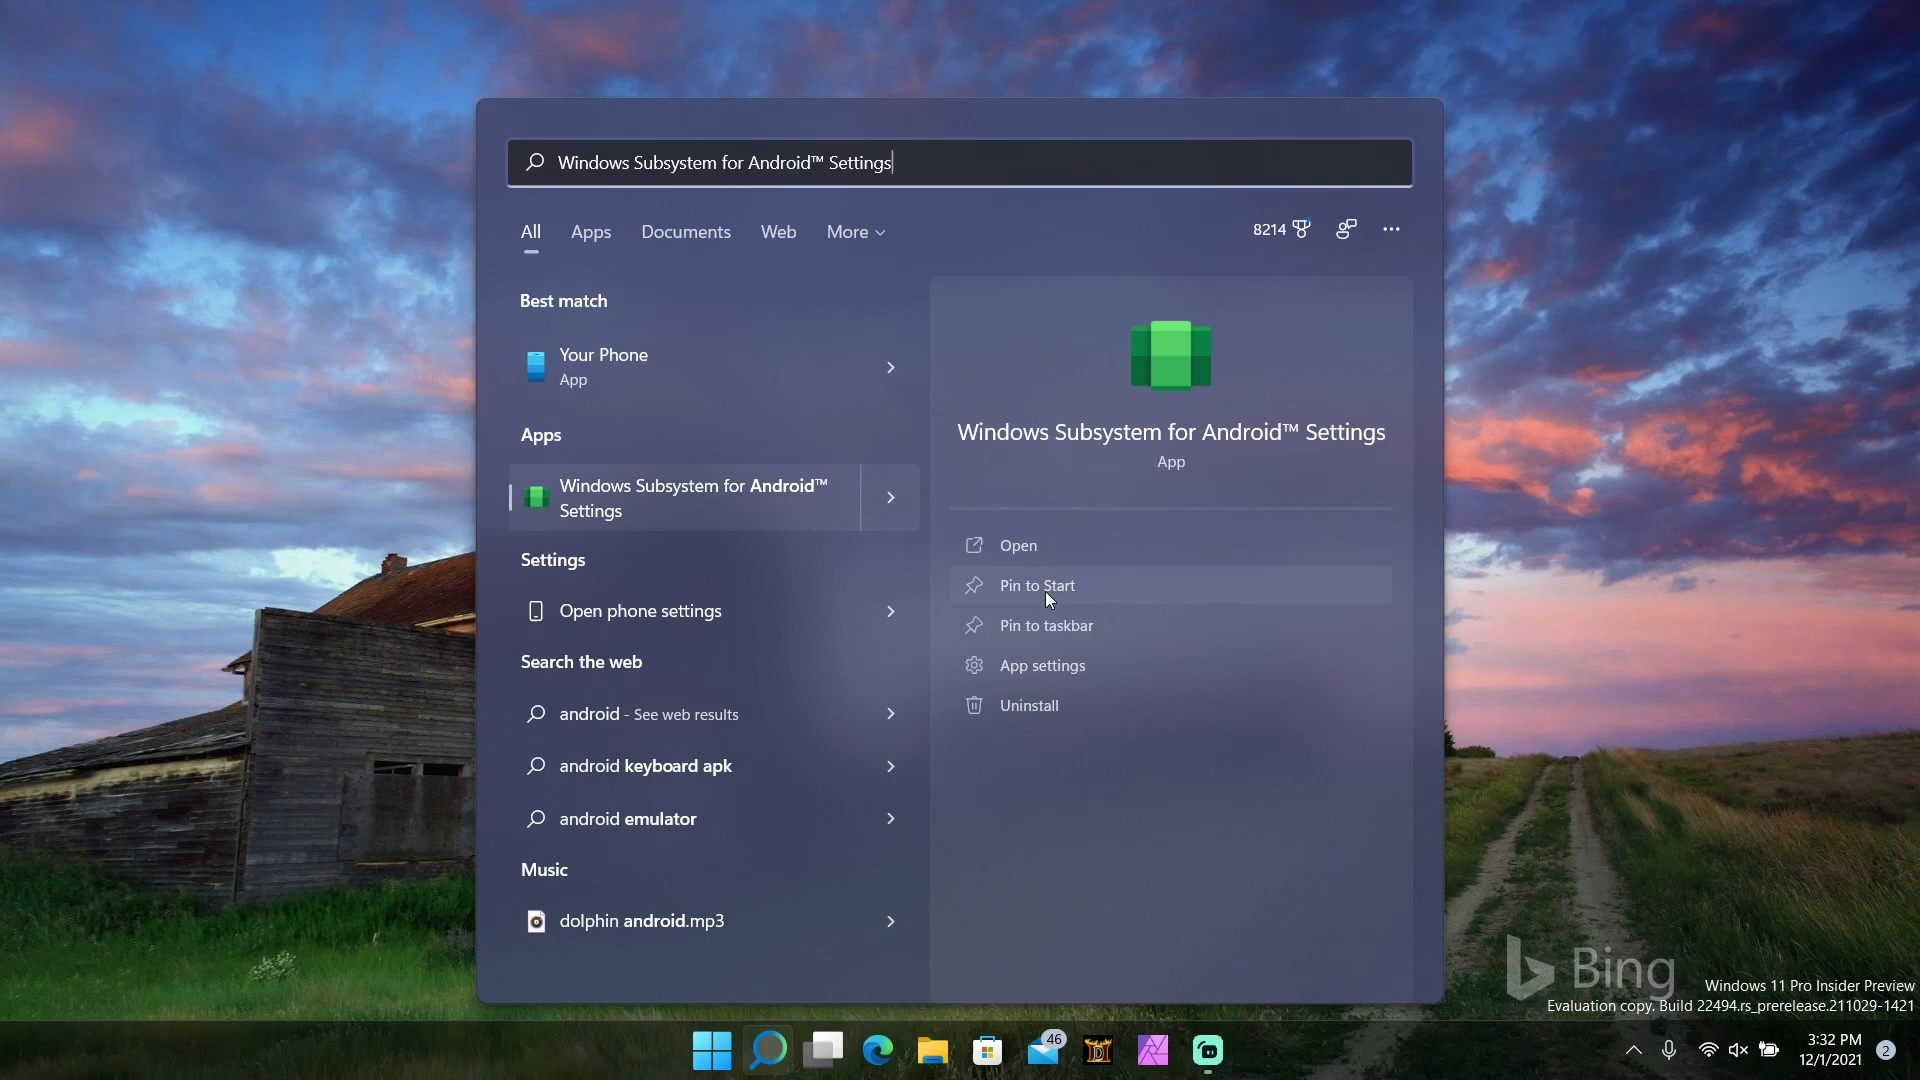 Windows Subsystem for Android™ Settings
All Apps Documents Web More
8214
Best match
Your Phone
App
Apps
Windows Subsystem for Android™
Settings
Settings
Open phone settings
Search the web
android - See web results
android keyboard apk
android emulator
Music
dolphin android.mp3
Windows Subsystem for Android™ Settings
App
Open
Pin to Start
Pin to taskbar
App settings
Uninstall
Bing
Windows 11 Pro Insider Preview
Evaluation copy. Build 22494.rs_prerelease.211029-1421
46
3:32 PM
12/1/2021
2